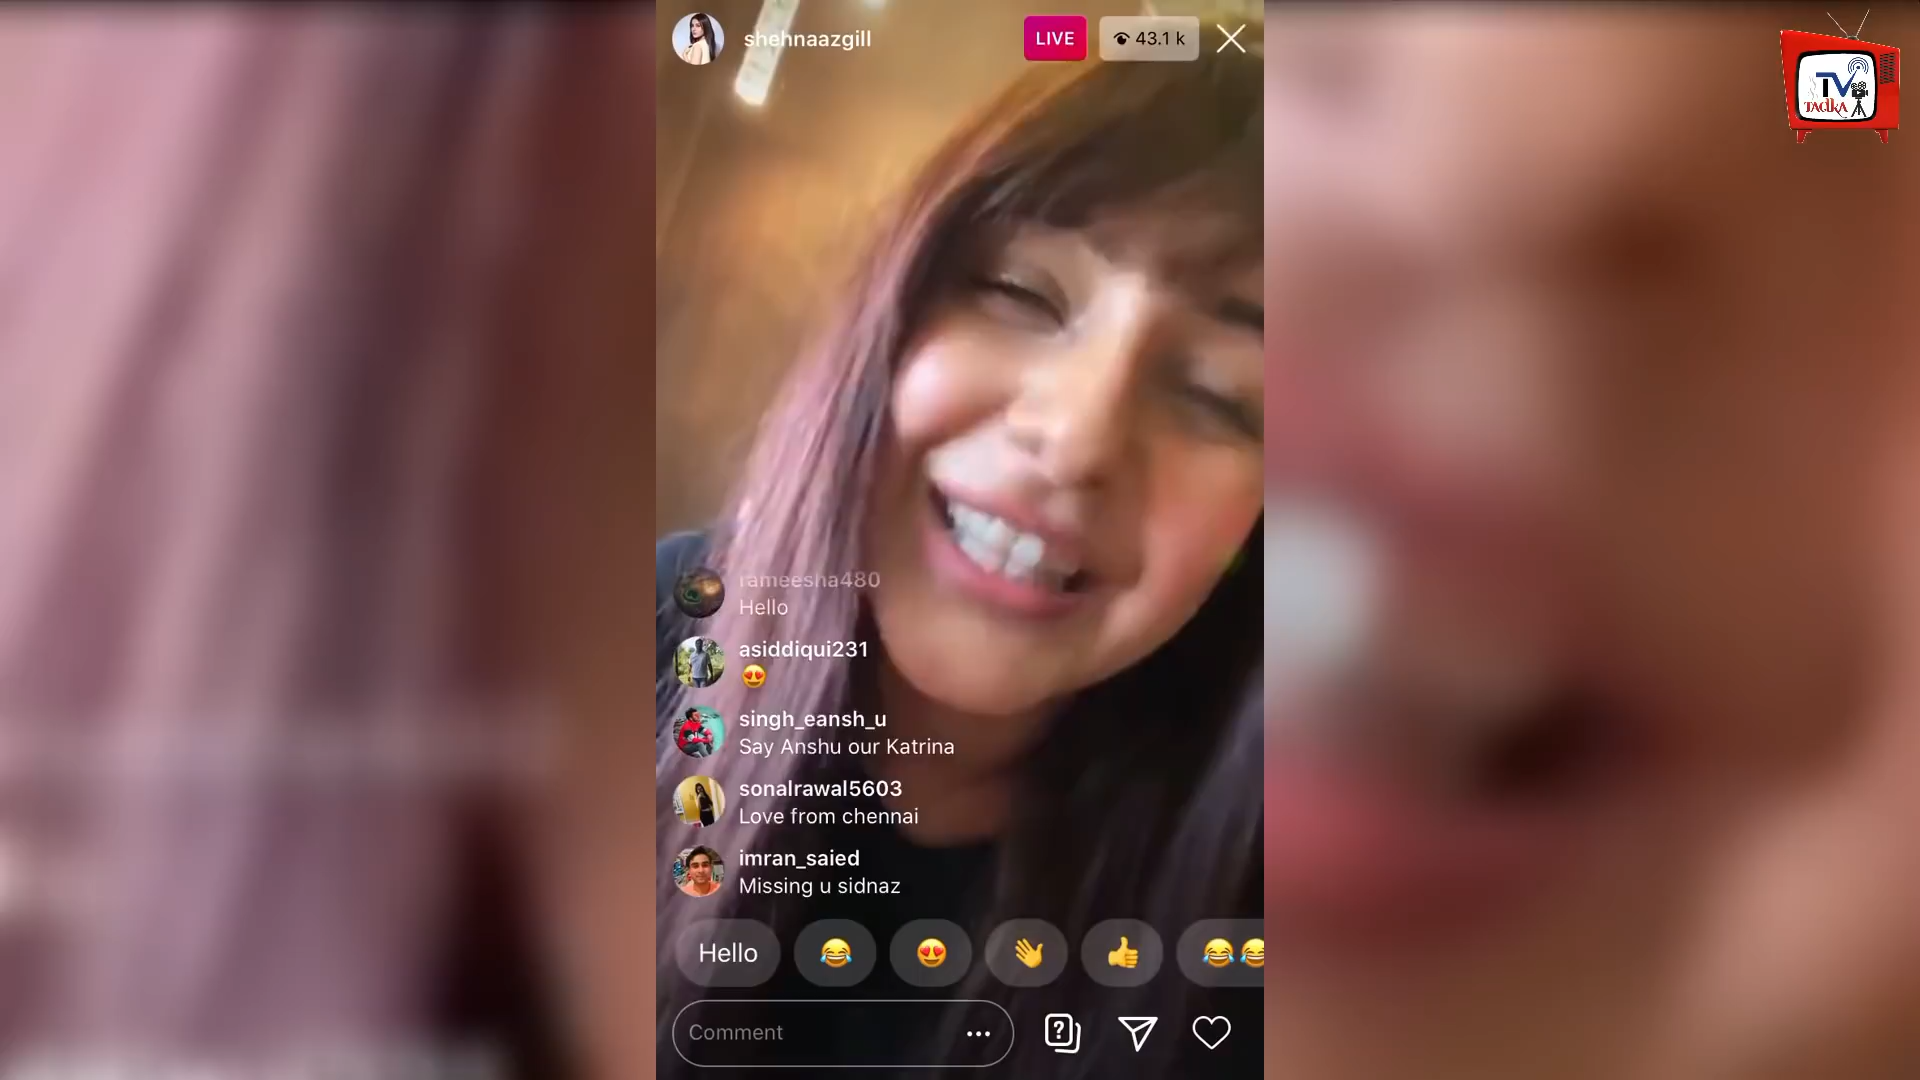 shehnaazgill
LIVE
43.1 k
TV
TADKA
rameesha480
Hello
asiddiqui231
😍
singh_eansh_u
Say Anshu our Katrina
sonalrawal5603
Love from chennai
imran_saied
Missing u sidnaz
Hello 😂 😍 👋 👍 😂😂
Comment